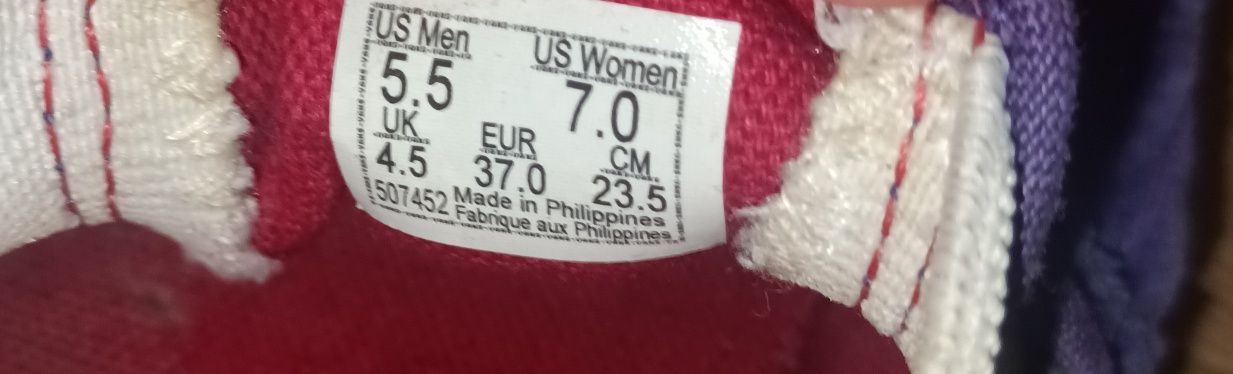 US Men US Women
5.5 7.0
UK EUR CM
4.5 37.0 23.5
507452 Made in Philippines
Fabrique aux Philippines